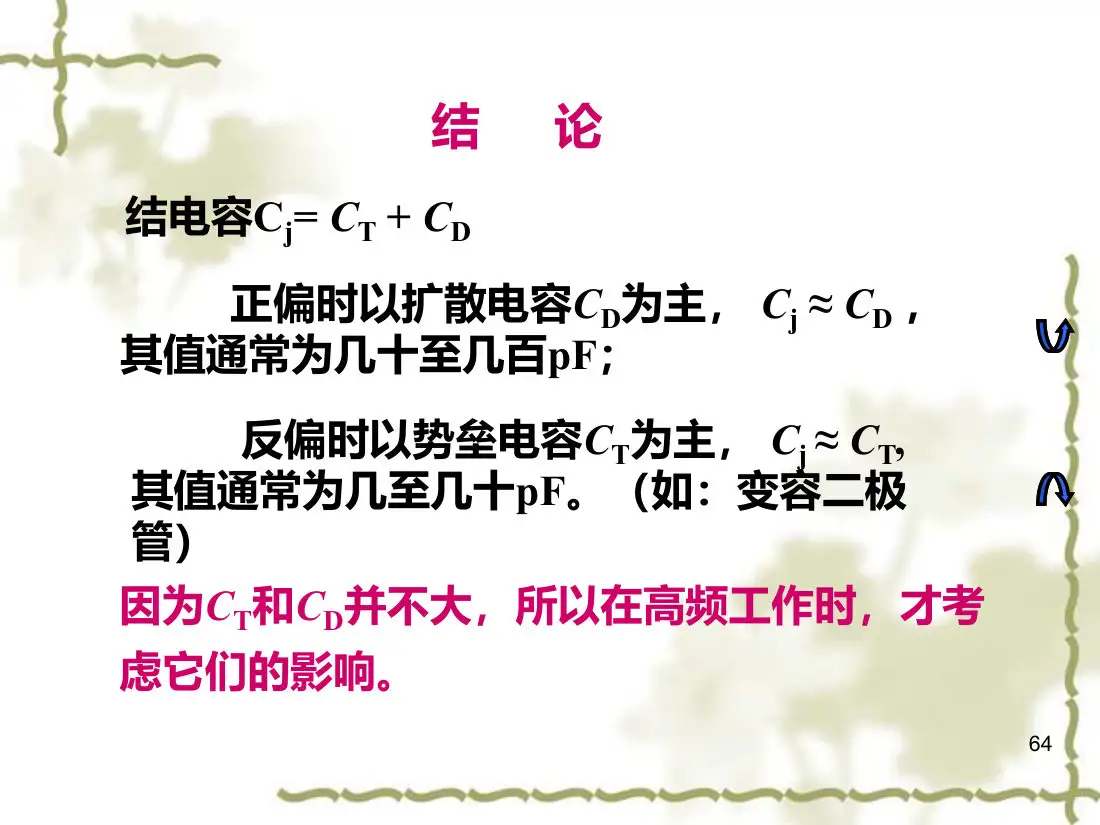 结 论
结电容Cj= CT + CD
正偏时以扩散电容CD为主， Cj ≈ CD ，
其值通常为几十至几百pF；
反偏时以势垒电容CT为主， Cj ≈ CT,
其值通常为几至几十pF。（如：变容二极
管）
因为CT和CD并不大，所以在高频工作时，才考
虑它们的影响。
64